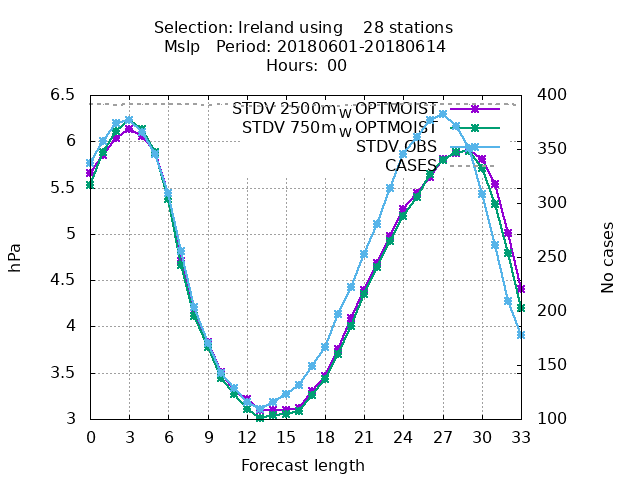 Selection: Ireland using    28 stations
Mslp   Period: 20180601-20180614
Hours:  00
6.5
6
5.5
5
4.5
4
3.5
3
400
350
300
250
200
150
100
STDV 2500m_W OPTMOIST
STDV 750m_W OPTMOIST
STDV OBS
CASES
hPa
No cases
0 3 6 9 12 15 18 21 24 27 30 33
Forecast length